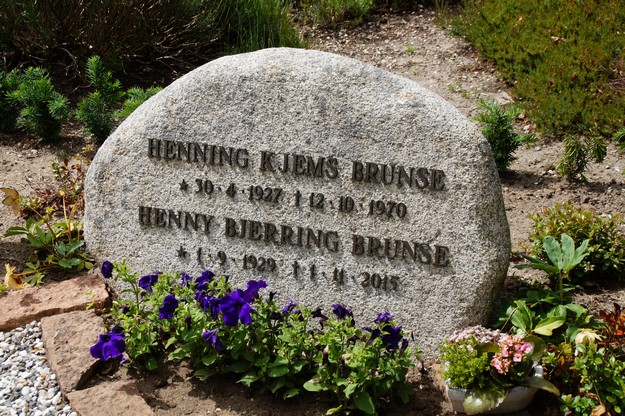 HENNING KJEMS BRUNSE
★ 30 · 4 · 1927 † 12 · 10 · 1970
HENNY BJERRING BRUNSE
★ 1 · 9 · 1929 † 1 · 11 · 2015